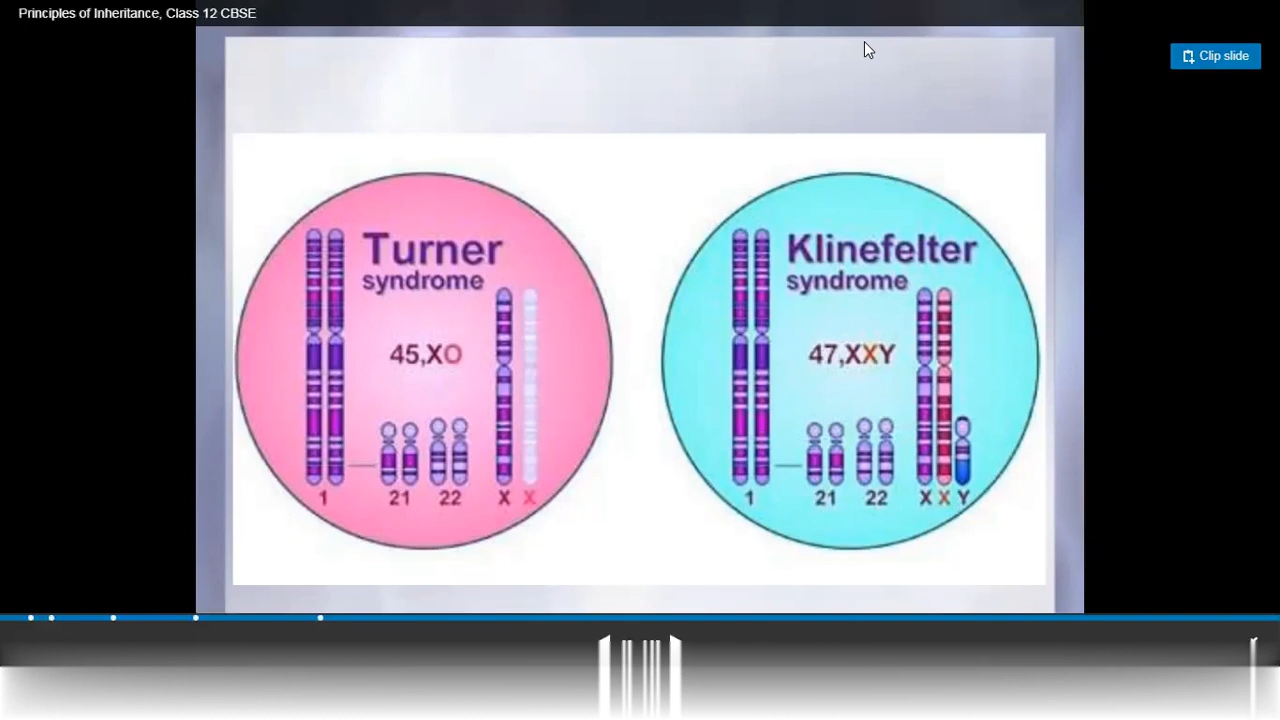 Principles of Inheritance, Class 12 CBSE
Clip slide
Turner
syndrome
45,XO
1 21 22 X X
Klinefelter
syndrome
47,XXY
1 21 22 X X Y